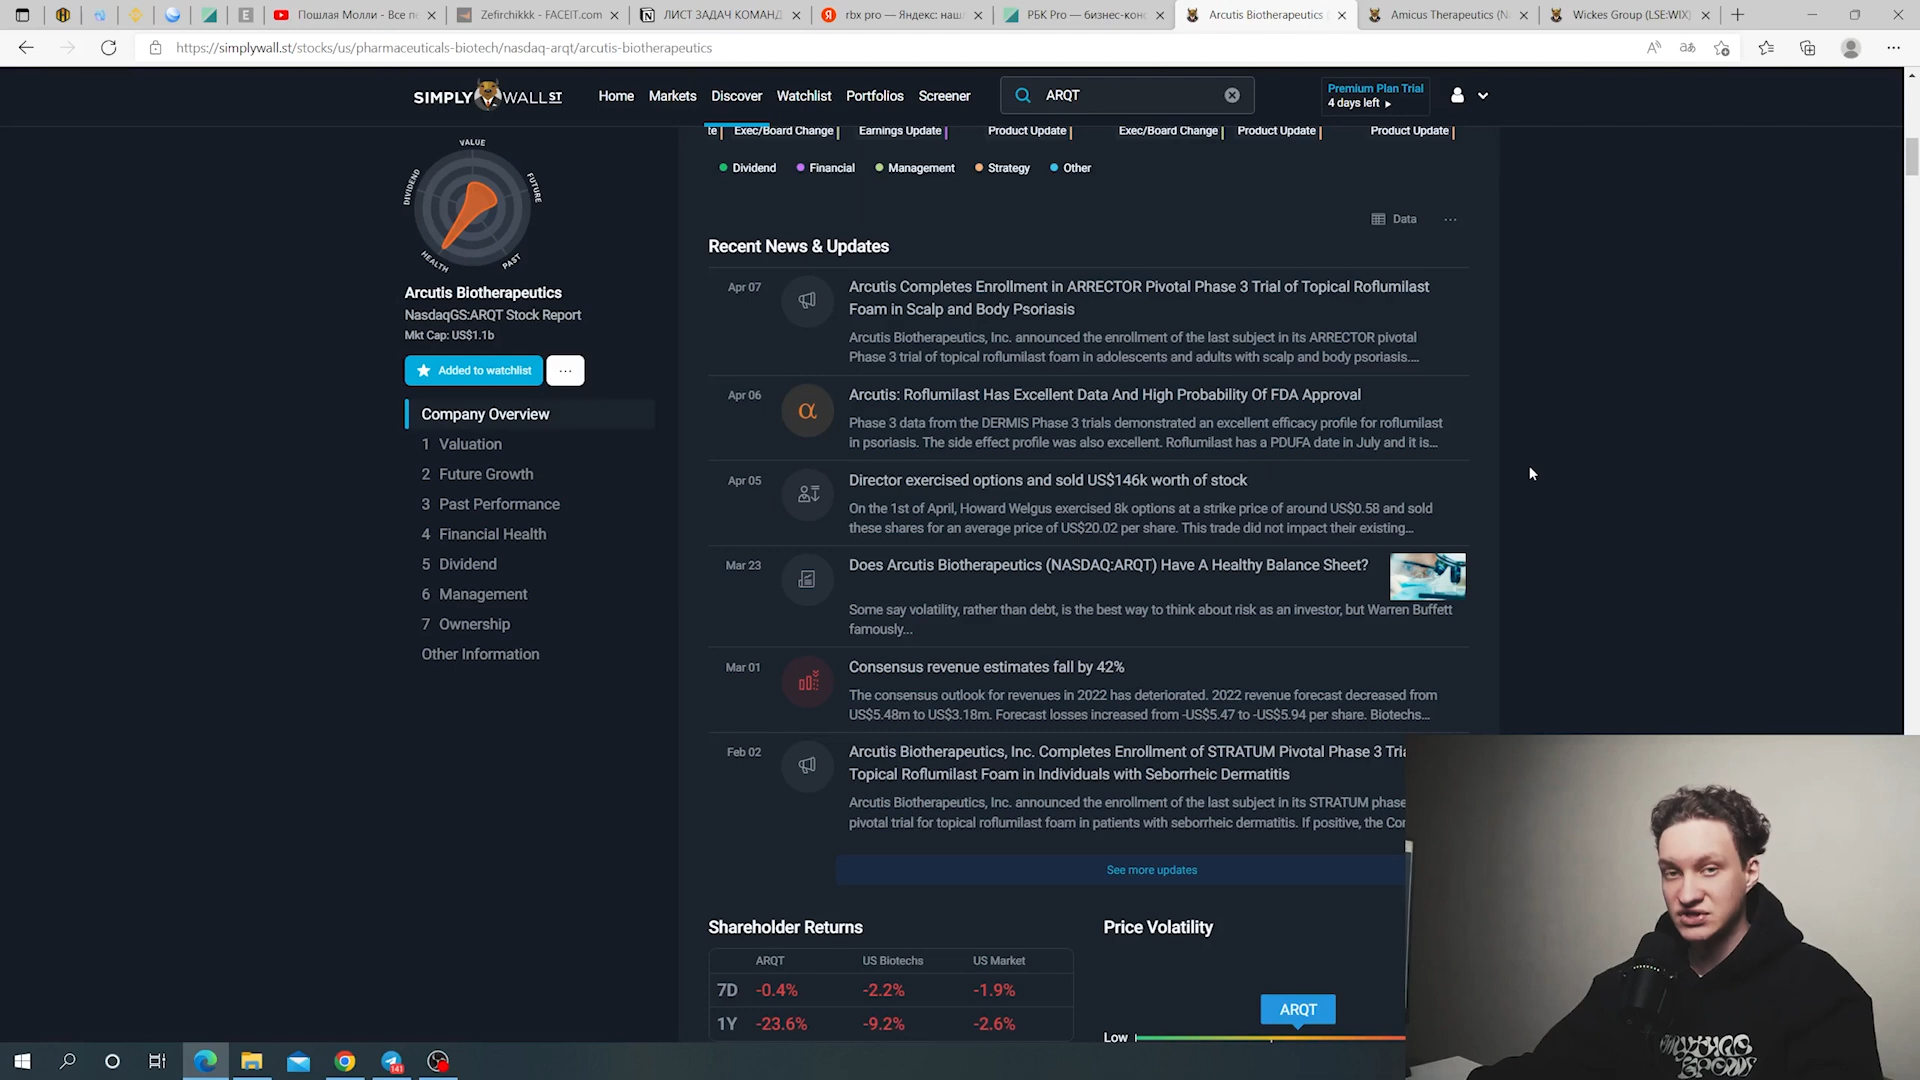 Пошлая Молли - Все пе
Zefirchikkk - FACEIT.com
ЛИСТ ЗАДАЧ КОМАНД
rbx pro — Яндекс: наш
РБК Pro — бизнес-кон
Arcutis Biotherapeutics
Amicus Therapeutics (N
Wickes Group (LSE:WIX)
https://simplywall.st/stocks/us/pharmaceuticals-biotech/nasdaq-arqt/arcutis-biotherapeutics
SIMPLY WALL ST
Home
Markets
Discover
Watchlist
Portfolios
Screener
ARQT
Premium Plan Trial
4 days left
Exec/Board Change
Earnings Update
Product Update
Exec/Board Change
Product Update
Product Update
Dividend
Financial
Management
Strategy
Other
VALUE
FUTURE
PAST
HEALTH
DIVIDEND
Arcutis Biotherapeutics
NasdaqGS:ARQT Stock Report
Mkt Cap: US$1.1b
Added to watchlist
Company Overview
1 Valuation
2 Future Growth
3 Past Performance
4 Financial Health
5 Dividend
6 Management
7 Ownership
Other Information
Data
Recent News & Updates
Apr 07
Arcutis Completes Enrollment in ARRECTOR Pivotal Phase 3 Trial of Topical Roflumilast
Foam in Scalp and Body Psoriasis
Arcutis Biotherapeutics, Inc. announced the enrollment of the last subject in its ARRECTOR pivotal
Phase 3 trial of topical roflumilast foam in adolescents and adults with scalp and body psoriasis....
Apr 06
α
Arcutis: Roflumilast Has Excellent Data And High Probability Of FDA Approval
Phase 3 data from the DERMIS Phase 3 trials demonstrated an excellent efficacy profile for roflumilast
in psoriasis. The side effect profile was also excellent. Roflumilast has a PDUFA date in July and it is...
Apr 05
Director exercised options and sold US$146k worth of stock
On the 1st of April, Howard Welgus exercised 8k options at a strike price of around US$0.58 and sold
these shares for an average price of US$20.02 per share. This trade did not impact their existing...
Mar 23
Does Arcutis Biotherapeutics (NASDAQ:ARQT) Have A Healthy Balance Sheet?
Some say volatility, rather than debt, is the best way to think about risk as an investor, but Warren Buffett
famously...
Mar 01
Consensus revenue estimates fall by 42%
The consensus outlook for revenues in 2022 has deteriorated. 2022 revenue forecast decreased from
US$5.48m to US$3.18m. Forecast losses increased from -US$5.47 to -US$5.94 per share. Biotechs...
Feb 02
Arcutis Biotherapeutics, Inc. Completes Enrollment of STRATUM Pivotal Phase 3 Tria
Topical Roflumilast Foam in Individuals with Seborrheic Dermatitis
Arcutis Biotherapeutics, Inc. announced the enrollment of the last subject in its STRATUM phase
pivotal trial for topical roflumilast foam in patients with seborrheic dermatitis. If positive, the Com
See more updates
Shareholder Returns
ARQT US Biotechs US Market
7D -0.4% -2.2% -1.9%
1Y -23.6% -9.2% -2.6%
Price Volatility
ARQT
Low
141